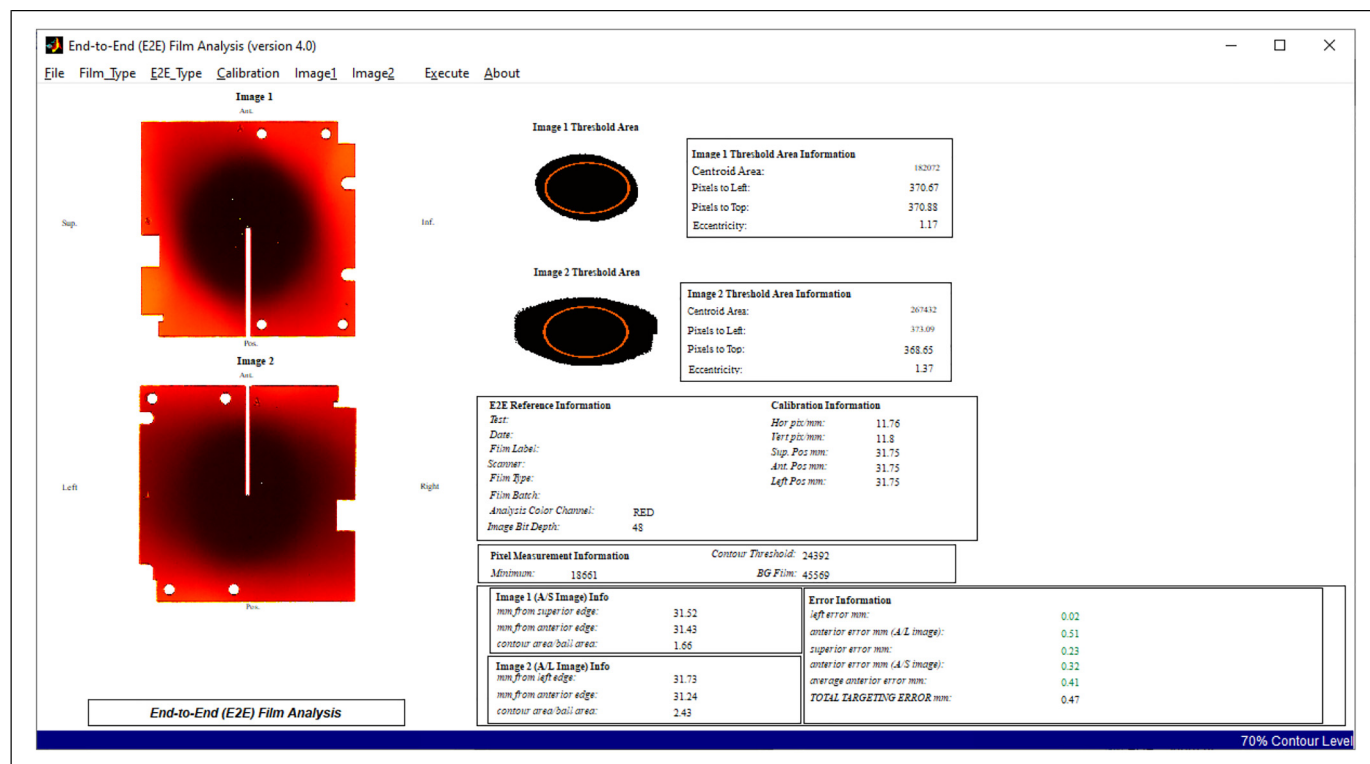 End-to-End (E2E) Film Analysis (version 4.0)
File Film_Type E2E_Type Calibration Image1 Image2 Execute About
Image 1
Ant.
Sup.
Inf.
Pos.
Image 2
Ant.
Left
Right
Pos.
End-to-End (E2E) Film Analysis
Image 1 Threshold Area
Image 1 Threshold Area Information
Centroid Area: 182072
Pixels to Left: 370.67
Pixels to Top: 370.88
Eccentricity: 1.17
Image 2 Threshold Area
Image 2 Threshold Area Information
Centroid Area: 267432
Pixels to Left: 373.09
Pixels to Top: 368.65
Eccentricity: 1.37
E2E Reference Information
Test:
Date:
Film Label:
Scanner:
Film Type:
Film Batch:
Analysis Color Channel: RED
Image Bit Depth: 48
Calibration Information
Hor pix/mm: 11.76
Vert pix/mm: 11.8
Sup. Pos mm: 31.75
Ant. Pos mm: 31.75
Left Pos mm: 31.75
Pixel Measurement Information Contour Threshold: 24392
Minimum: 18661 BG Film: 45569
Image 1 (A/S Image) Info
mm from superior edge: 31.52
mm from anterior edge: 31.43
contour area/ball area: 1.66
Image 2 (A/L Image) Info
mm from left edge: 31.73
mm from anterior edge: 31.24
contour area/ball area: 2.43
Error Information
left error mm: 0.02
anterior error mm (A/L image): 0.51
superior error mm: 0.23
anterior error mm (A/S image): 0.32
average anterior error mm: 0.41
TOTAL TARGETING ERROR mm: 0.47
70% Contour Level